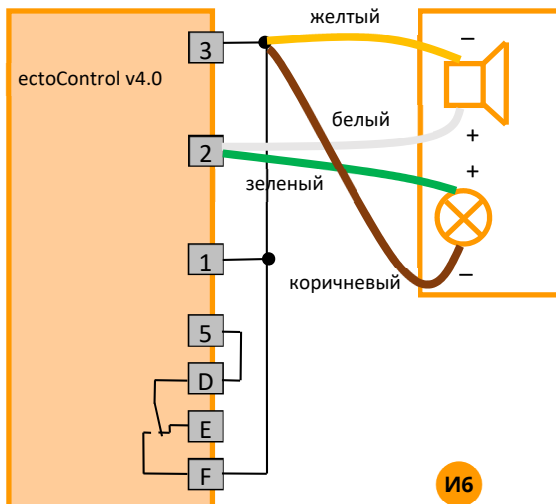 желтый
3
–
ectoControl v4.0
белый
+
2
+
зеленый
1
коричневый
–
5
D
E
F
И6